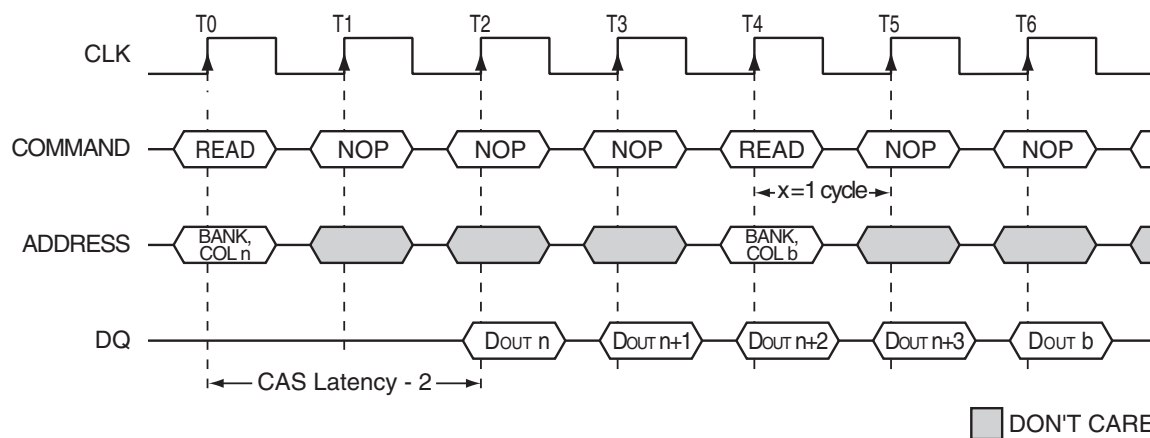 T0 T1 T2 T3 T4 T5 T6
CLK
COMMAND READ NOP NOP NOP READ NOP NOP
x=1 cycle
ADDRESS BANK, COL n BANK, COL b
DQ DOUT n DOUT n+1 DOUT n+2 DOUT n+3 DOUT b
CAS Latency - 2
DON'T CARE